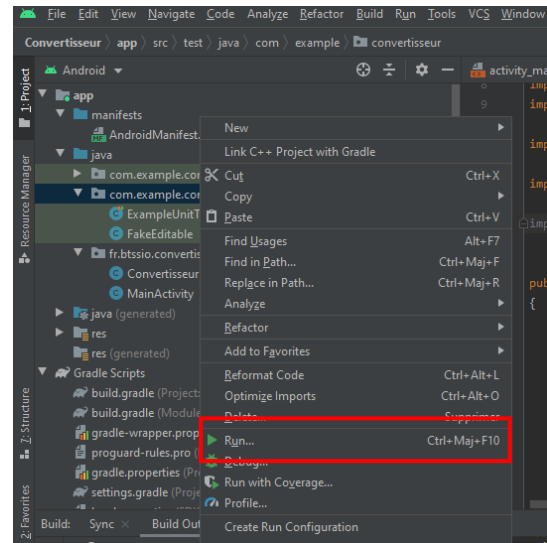 File Edit View Navigate Code Analyze Refactor Build Run Tools VCS Window
Convertisseur app src test java com example convertisseur
1: Project
Resource Manager
Z: Structure
2: Favorites
Android
activity_ma
app
manifests
AndroidManifest.
java
com.example.cor
com.example.cor
ExampleUnitT
FakeEditable
fr.btssio.convertis
Convertisseur
MainActivity
java (generated)
res
res (generated)
Gradle Scripts
build.gradle (Project:
build.gradle (Module
gradle-wrapper.prop
proguard-rules.pro (
gradle.properties (Pr
settings.gradle (Proje
8 imp
9 imp
imp
imp
imp
pub
{
New
Link C++ Project with Gradle
Cut Ctrl+X
Copy
Paste Ctrl+V
Find Usages Alt+F7
Find in Path... Ctrl+Maj+F
Replace in Path... Ctrl+Maj+R
Analyze
Refactor
Add to Favorites
Reformat Code Ctrl+Alt+L
Optimize Imports Ctrl+Alt+O
Delete... Supprimer
Run... Ctrl+Maj+F10
Debug...
Run with Coverage...
Profile...
Create Run Configuration
Build: Sync Build Out